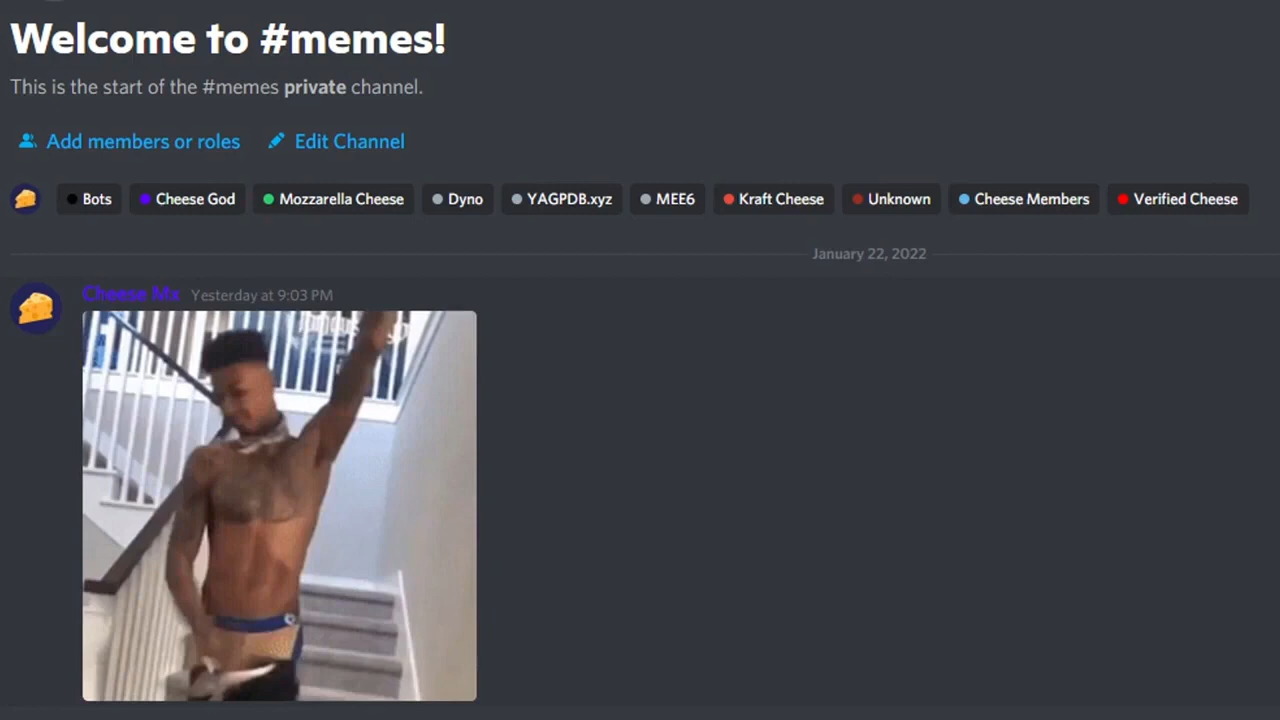 Welcome to #memes!
This is the start of the #memes private channel.
Add members or roles Edit Channel
Bots Cheese God Mozzarella Cheese Dyno YAGPDB.xyz MEE6 Kraft Cheese Unknown Cheese Members Verified Cheese
January 22, 2022
Cheese Mx Yesterday at 9:03 PM